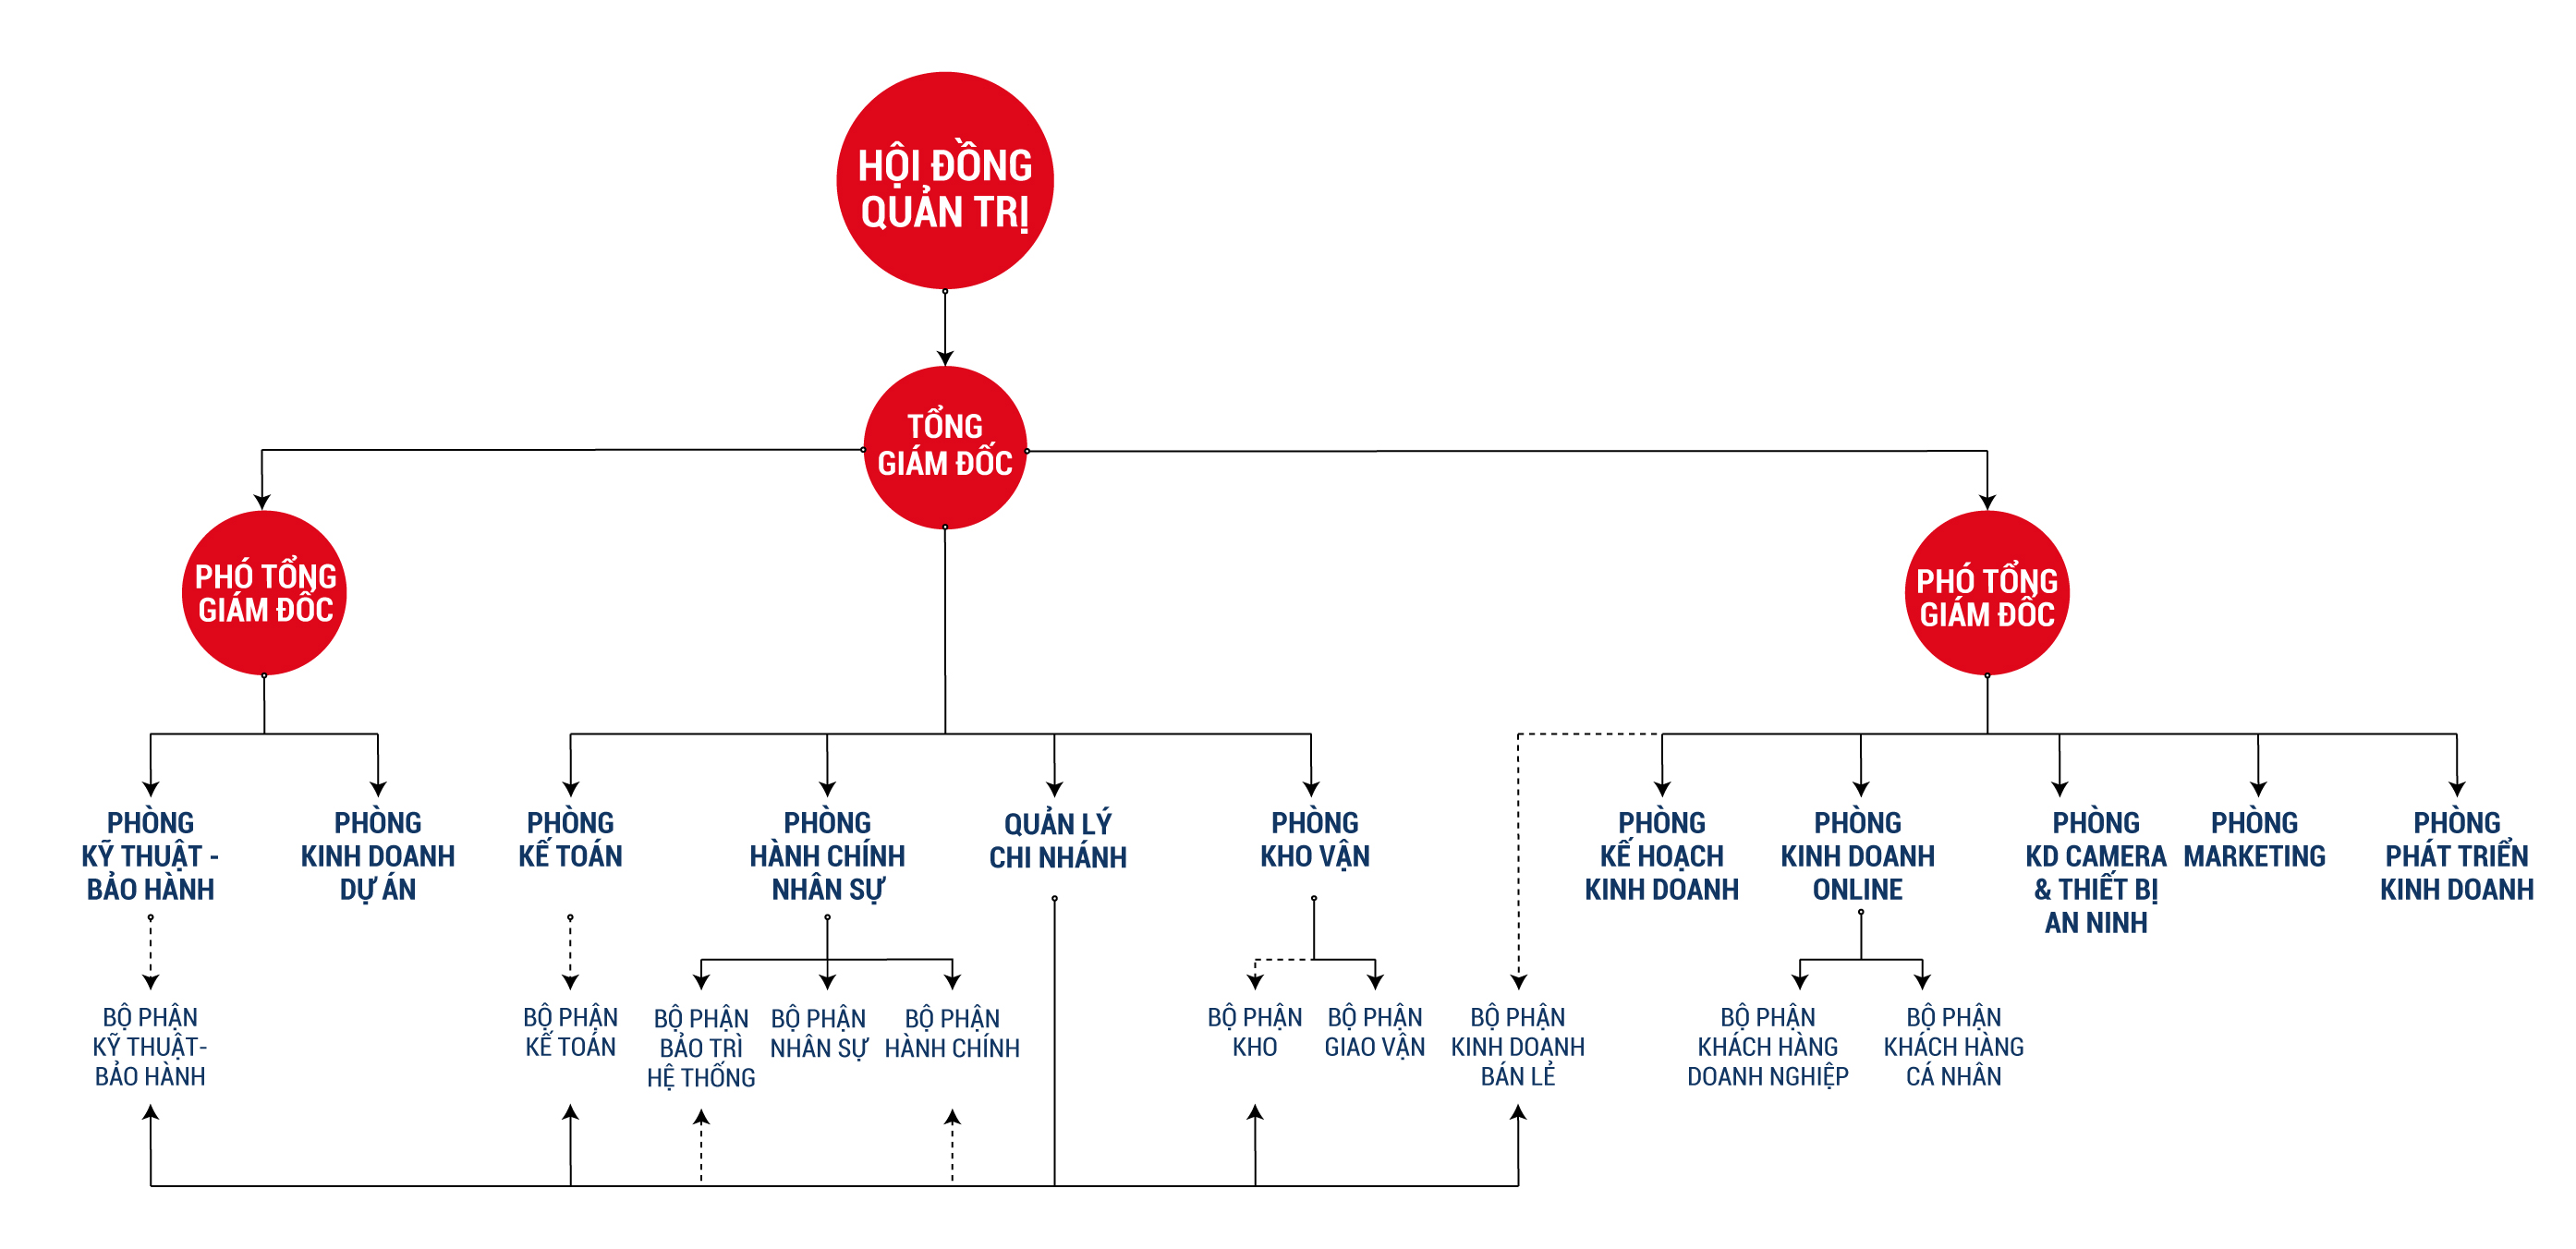 HỘI ĐỒNG
QUẢN TRỊ
TỔNG
GIÁM ĐỐC
PHÓ TỔNG
GIÁM ĐỐC
PHÓ TỔNG
GIÁM ĐỐC
PHÒNG
KỸ THUẬT -
BẢO HÀNH
PHÒNG
KINH DOANH
DỰ ÁN
PHÒNG
KẾ TOÁN
PHÒNG
HÀNH CHÍNH
NHÂN SỰ
QUẢN LÝ
CHI NHÁNH
PHÒNG
KHO VẬN
PHÒNG
KẾ HOẠCH
KINH DOANH
PHÒNG
KINH DOANH
ONLINE
PHÒNG
KD CAMERA
& THIẾT BỊ
AN NINH
PHÒNG
MARKETING
PHÒNG
PHÁT TRIỂN
KINH DOANH
BỘ PHẬN
KỸ THUẬT-
BẢO HÀNH
BỘ PHẬN
KẾ TOÁN
BỘ PHẬN
BẢO TRÌ
HỆ THỐNG
BỘ PHẬN
NHÂN SỰ
BỘ PHẬN
HÀNH CHÍNH
BỘ PHẬN
KHO
BỘ PHẬN
GIAO VẬN
BỘ PHẬN
KINH DOANH
BÁN LẺ
BỘ PHẬN
KHÁCH HÀNG
DOANH NGHIỆP
BỘ PHẬN
KHÁCH HÀNG
CÁ NHÂN